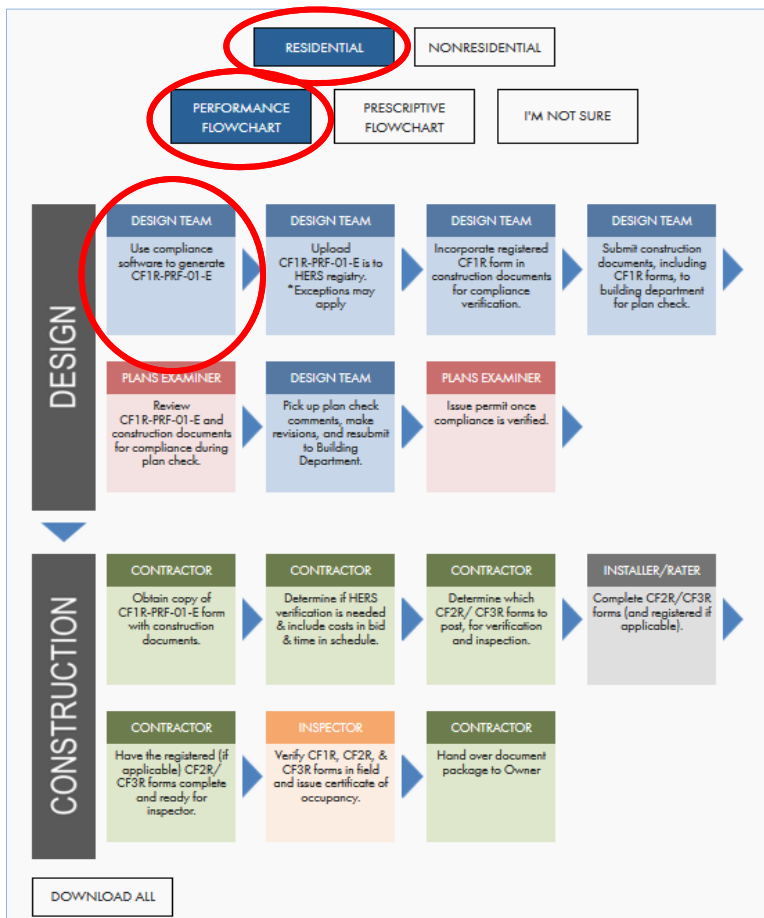 RESIDENTIAL
NONRESIDENTIAL
PERFORMANCE
FLOWCHART
PRESCRIPTIVE
FLOWCHART
I'M NOT SURE
DESIGN
DESIGN TEAM
Use compliance
software to generate
CF1R-PRF-01-E
DESIGN TEAM
Upload
CF1R-PRF-01-E is to
HERS registry.
*Exceptions may
apply
DESIGN TEAM
Incorporate registered
CF1R form in
construction documents
for compliance
verification.
DESIGN TEAM
Submit construction
documents, including
CF1R forms, to
building department
for plan check.
PLANS EXAMINER
Review
CF1R-PRF-01-E and
construction documents
for compliance during
plan check.
DESIGN TEAM
Pick up plan check
comments, make
revisions, and resubmit
to Building
Department.
PLANS EXAMINER
Issue permit once
compliance is verified.
CONSTRUCTION
CONTRACTOR
Obtain copy of
CF1R-PRF-01-E form
with construction
documents.
CONTRACTOR
Determine if HERS
verification is needed
& include costs in bid
& time in schedule.
CONTRACTOR
Determine which
CF2R/ CF3R forms to
post, for verification
and inspection.
INSTALLER/RATER
Complete CF2R/CF3R
forms (and registered if
applicable).
CONTRACTOR
Have the registered (if
applicable) CF2R/
CF3R forms complete
and ready for
inspector.
INSPECTOR
Verify CF1R, CF2R, &
CF3R forms in field
and issue certificate of
occupancy.
CONTRACTOR
Hand over document
package to Owner
DOWNLOAD ALL